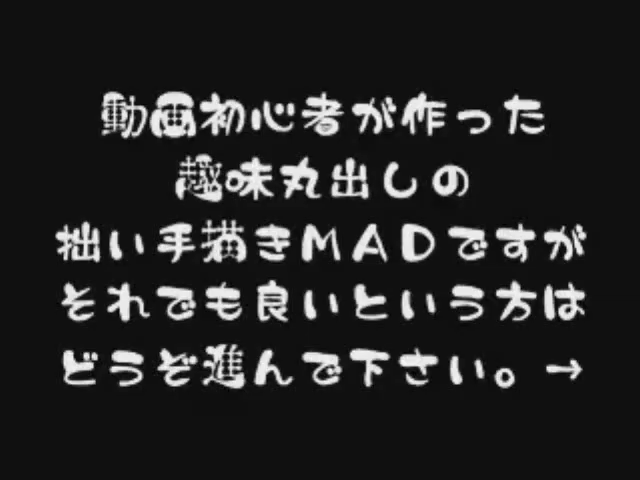 動画初心者が作った
趣味丸出しの
拙い手描きＭＡＤですが
それでも良いという方は
どうぞ進んで下さい。→